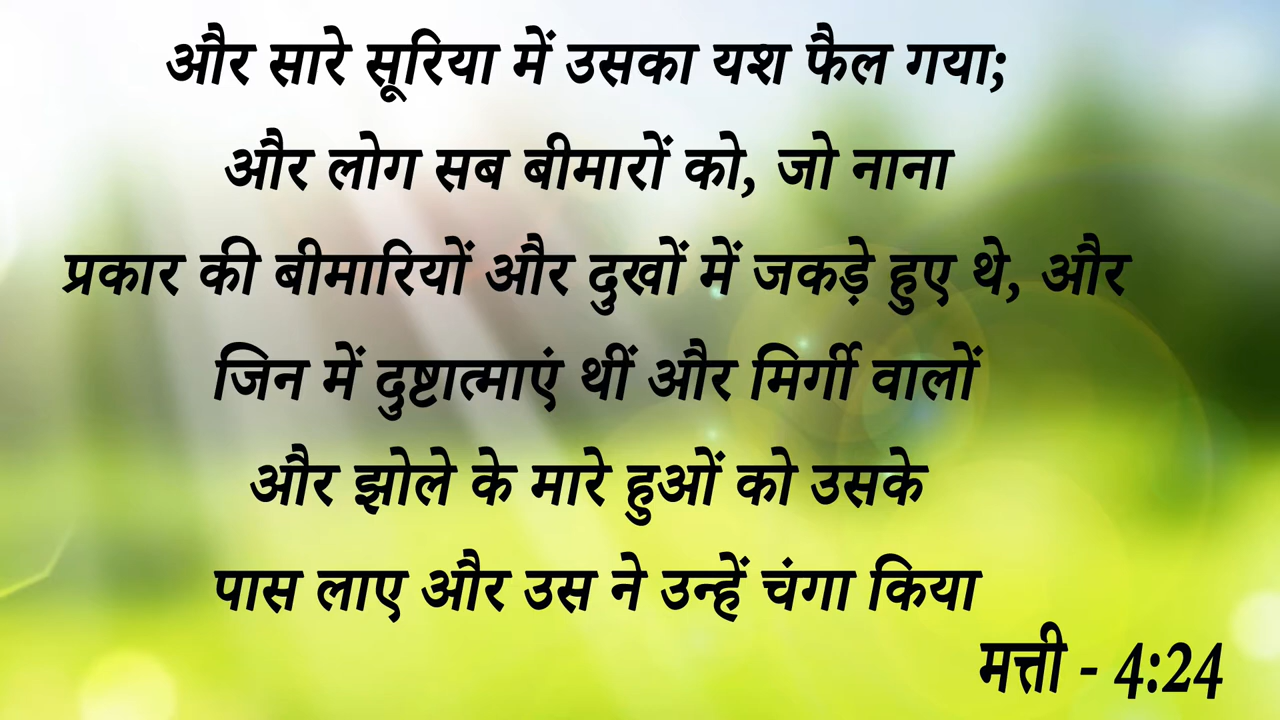 और सारे सूरिया में उसका यश फैल गया;
और लोग सब बीमारों को, जो नाना
प्रकार की बीमारियों और दुखों में जकड़े हुए थे, और
जिन में दुष्टात्माएं थीं और मिर्गी वालों
और झोले के मारे हुओं को उसके
पास लाए और उस ने उन्हें चंगा किया
मत्ती - 4:24